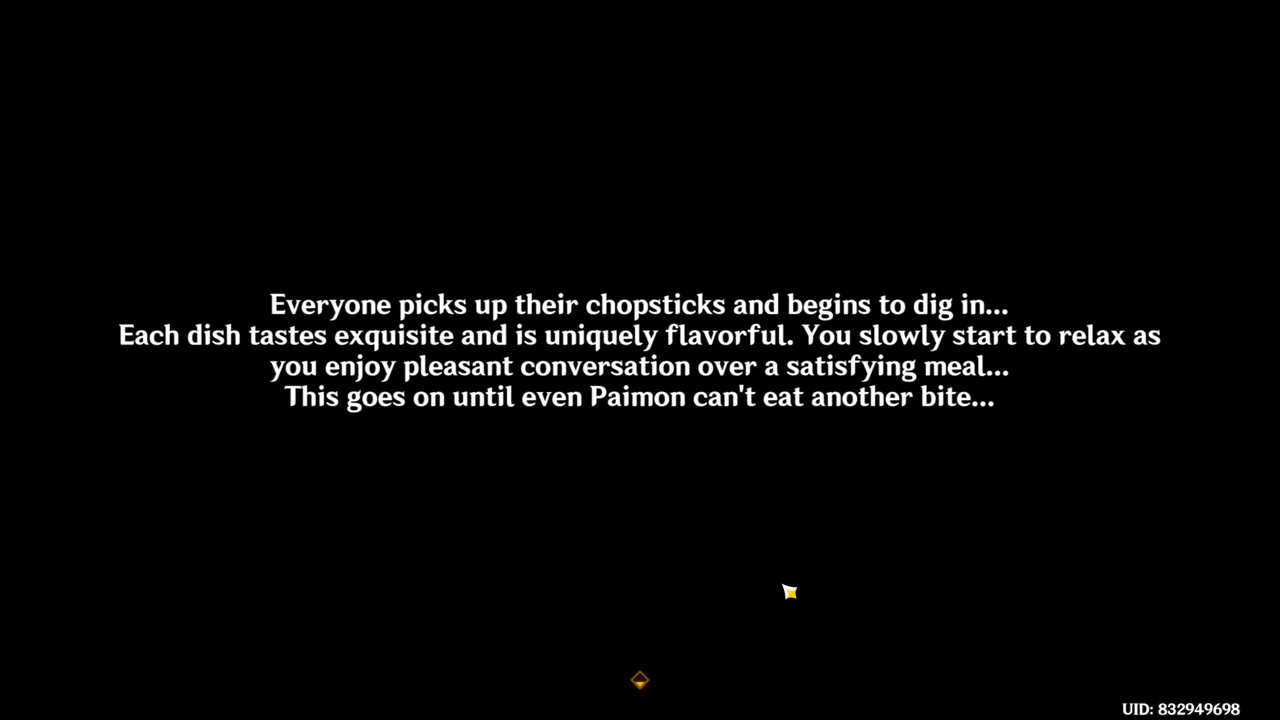 Everyone picks up their chopsticks and begins to dig in...
Each dish tastes exquisite and is uniquely flavorful. You slowly start to relax as
you enjoy pleasant conversation over a satisfying meal...
This goes on until even Paimon can't eat another bite...
UID: 832949698